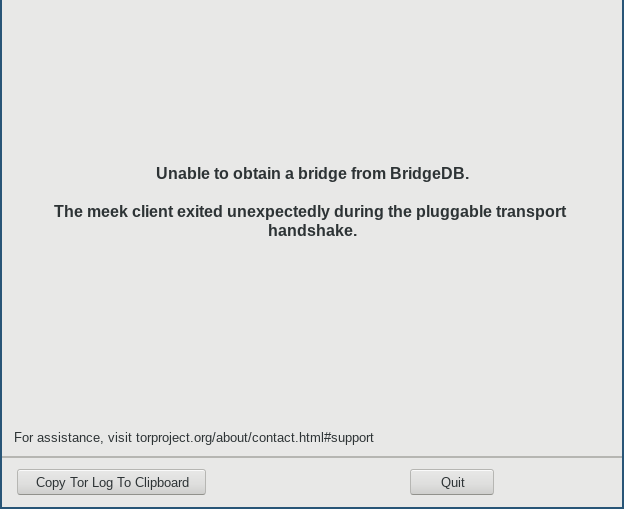 Unable to obtain a bridge from BridgeDB.
The meek client exited unexpectedly during the pluggable transport
handshake.
For assistance, visit torproject.org/about/contact.html#support
Copy Tor Log To Clipboard
Quit